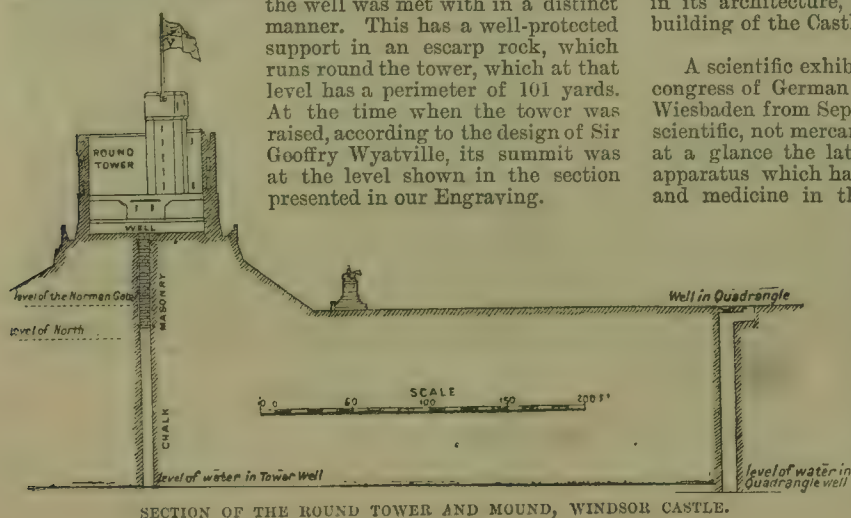 the well was met with in a distinct
manner. This has a well-protected
support in an escarp rock, which
runs round the tower, which at that
level has a perimeter of 101 yards.
At the time when the tower was
raised, according to the design of Sir
Geoffry Wyatville, its summit was
at the level shown in the section
presented in our Engraving.
in its architecture,
building of the Castl
A scientific exhib
congress of German
Wiesbaden from Sep
scientific, not mercan
at a glance the lat
apparatus which ha
and medicine in th
ROUND
TOWER
WELL
MASONRY
level of the Norman Gate
level of North
CHALK
level of water in Tower Well
Well in Quadrangle
SCALE
10 0 50 100 150 200 Ft
level of water in
Quadrangle well
SECTION OF THE ROUND TOWER AND MOUND, WINDSOR CASTLE.